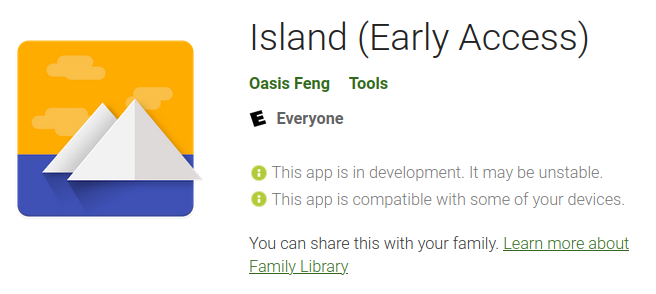 Island (Early Access)
Oasis Feng Tools
E Everyone
This app is in development. It may be unstable.
This app is compatible with some of your devices.
You can share this with your family. Learn more about
Family Library